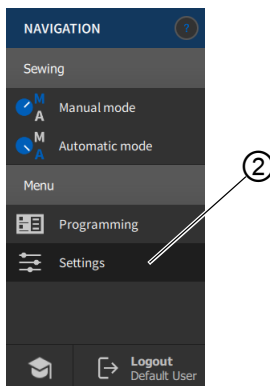 NAVIGATION ?
Sewing
M
A Manual mode
M
A Automatic mode
Menu
Programming
Settings
2
Logout
Default User